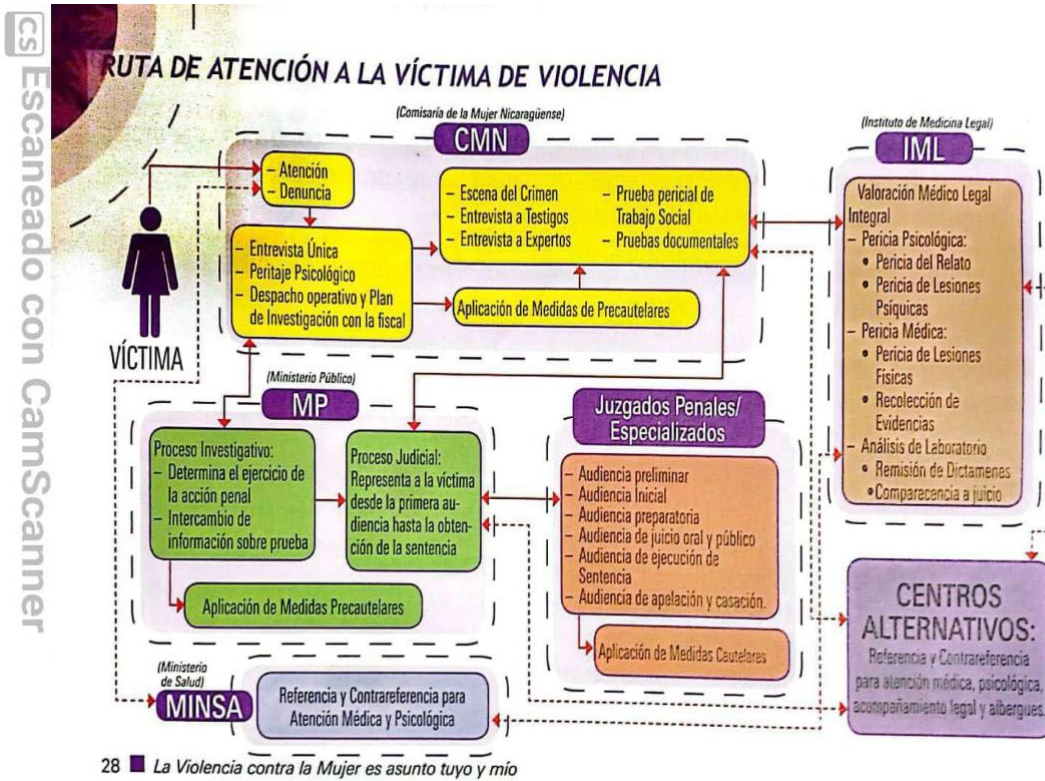 CS Escaneado con CamScanner
RUTA DE ATENCIÓN A LA VÍCTIMA DE VIOLENCIA
(Comisaría de la Mujer Nicaragüense)
CMN
– Atención
– Denuncia
– Entrevista Única
– Peritaje Psicológico
– Despacho operativo y Plan
de Investigación con la fiscal
– Escena del Crimen
– Entrevista a Testigos
– Entrevista a Expertos
– Prueba pericial de
Trabajo Social
– Pruebas documentales
Aplicación de Medidas de Precautelares
VÍCTIMA
(Instituto de Medicina Legal)
IML
Valoración Médico Legal
Integral
– Pericia Psicológica:
• Pericia del Relato
• Pericia de Lesiones
Psíquicas
– Pericia Médica:
• Pericia de Lesiones
Físicas
• Recolección de
Evidencias
– Análisis de Laboratorio
• Remisión de Dictamenes
• Comparecencia a juicio
(Ministerio Público)
MP
Proceso Investigativo:
– Determina el ejercicio de
la acción penal
– Intercambio de
información sobre prueba
Proceso Judicial:
Representa a la víctima
desde la primera au-
diencia hasta la obten-
ción de la sentencia
Aplicación de Medidas Precautelares
Juzgados Penales/
Especializados
– Audiencia preliminar
– Audiencia Inicial
– Audiencia preparatoria
– Audiencia de juicio oral y público
– Audiencia de ejecución de
Sentencia
– Audiencia de apelación y casación.
Aplicación de Medidas Cautelares
(Ministerio
de Salud)
MINSA
Referencia y Contrareferencia para
Atención Médica y Psicológica
CENTROS
ALTERNATIVOS:
Referencia y Contrareferencia
para atención médica, psicológica,
acompañamiento legal y albergues.
28 La Violencia contra la Mujer es asunto tuyo y mío